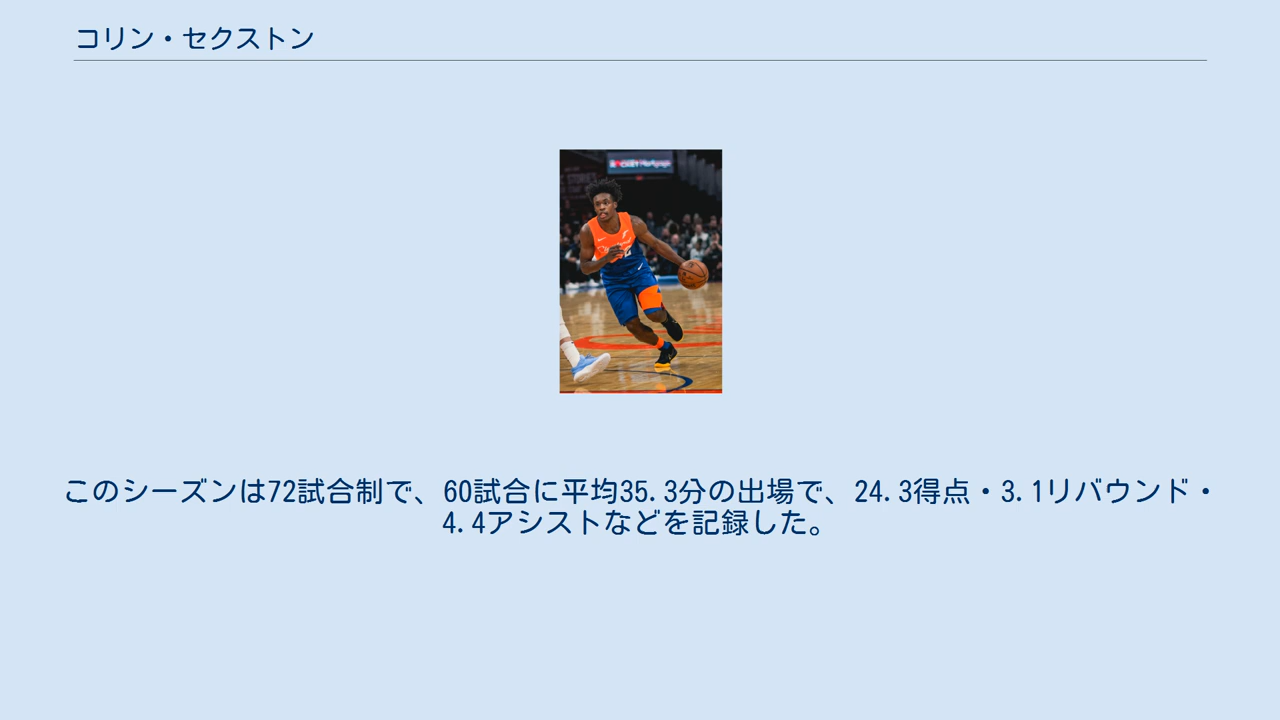 コリン・セクストン
このシーズンは72試合制で、60試合に平均35.3分の出場で、24.3得点・3.1リバウンド・
4.4アシストなどを記録した。